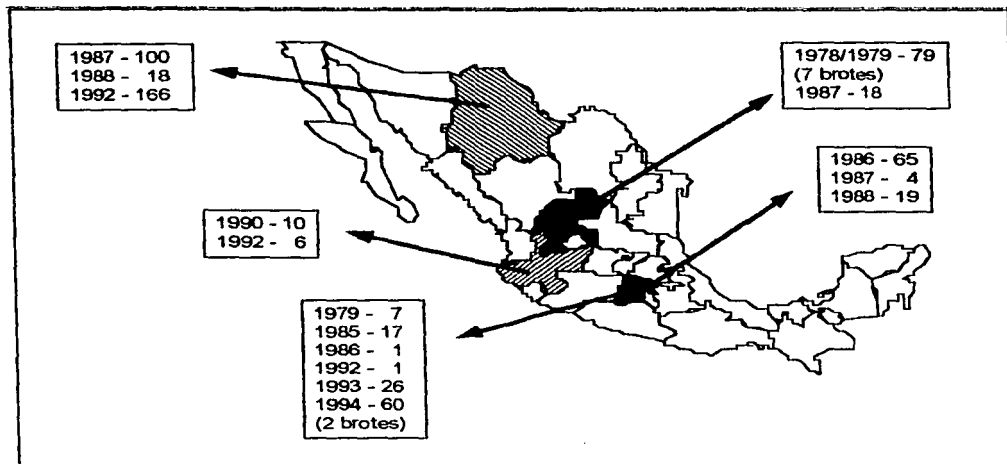 1987 - 100
1988 - 18
1992 - 166
1978/1979 - 79
(7 brotes)
1987 - 18
1986 - 65
1987 - 4
1988 - 19
1990 - 10
1992 - 6
1979 - 7
1985 - 17
1986 - 1
1992 - 1
1993 - 26
1994 - 60
(2 brotes)